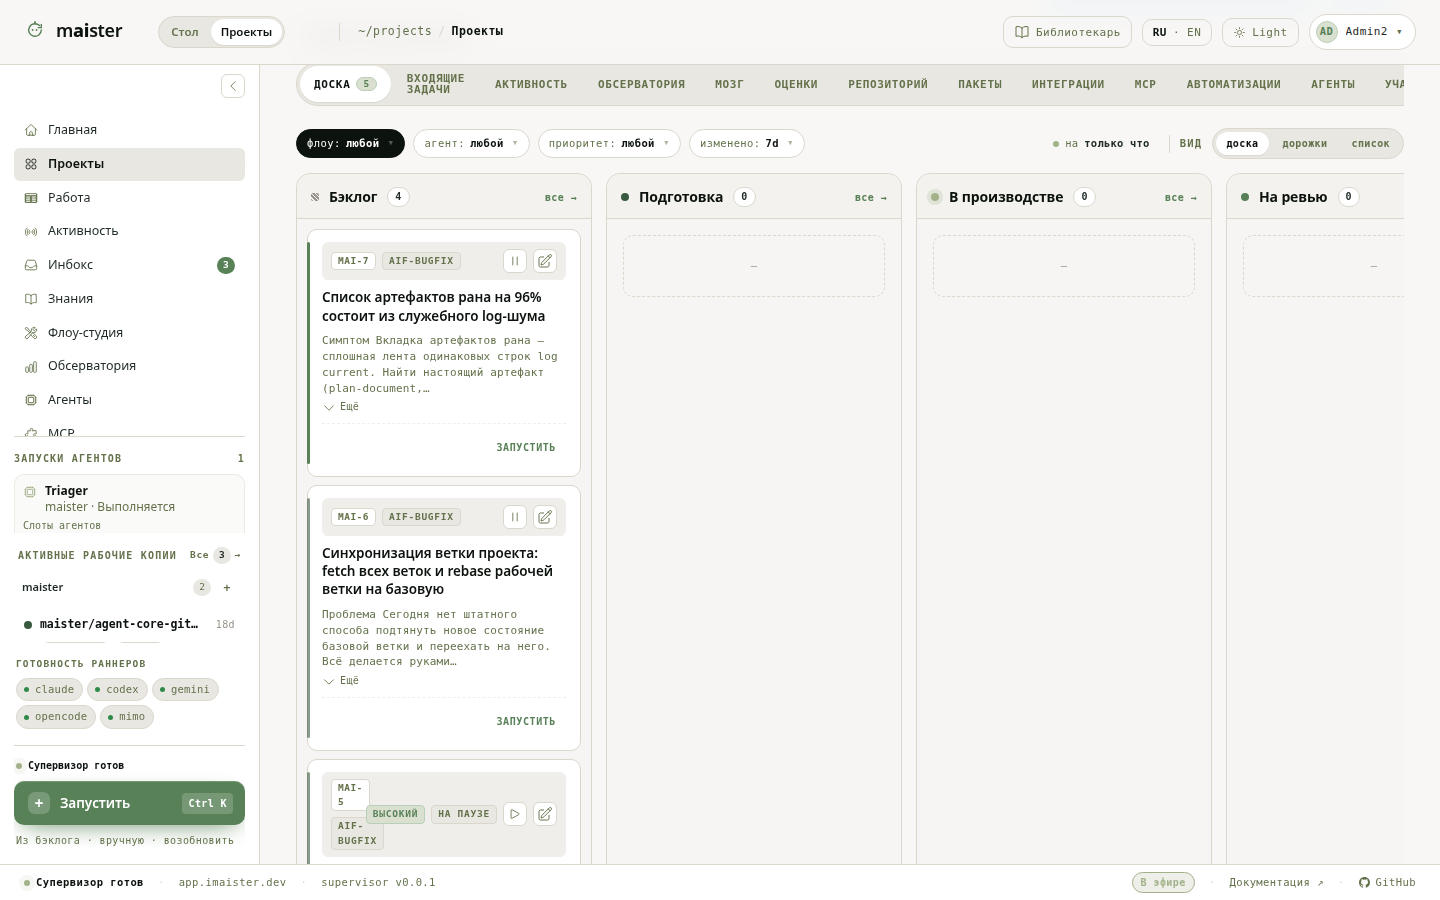 maister
Стол
Проекты
~/projects / Проекты
Библиотекарь
RU · EN
Light
AD
Admin2
Главная
Проекты
Работа
Активность
Инбокс
3
Знания
Флоу-студия
Обсерватория
Агенты
MCP
ЗАПУСКИ АГЕНТОВ
1
Triager
maister · Выполняется
Слоты агентов
АКТИВНЫЕ РАБОЧИЕ КОПИИ
Все 3 →
maister
2 +
maister/agent-core-git…
18d
ГОТОВНОСТЬ РАННЕРОВ
claude
codex
gemini
opencode
mimo
Супервизор готов
+ Запустить
Ctrl K
Из бэклога · вручную · возобновить
ДОСКА 5
ВХОДЯЩИЕ
ЗАДАЧИ
АКТИВНОСТЬ
ОБСЕРВАТОРИЯ
МОЗГ
ОЦЕНКИ
РЕПОЗИТОРИЙ
ПАКЕТЫ
ИНТЕГРАЦИИ
MCP
АВТОМАТИЗАЦИИ
АГЕНТЫ
УЧА
флоу: любой
агент: любой
приоритет: любой
изменено: 7d
на только что
ВИД
доска
дорожки
список
Бэклог 4
все →
MAI-7
AIF-BUGFIX
Список артефактов рана на 96%
состоит из служебного log-шума
Симптом Вкладка артефактов рана —
сплошная лента одинаковых строк log
current. Найти настоящий артефакт
(plan-document,…
Ещё
ЗАПУСТИТЬ
MAI-6
AIF-BUGFIX
Синхронизация ветки проекта:
fetch всех веток и rebase рабочей
ветки на базовую
Проблема Сегодня нет штатного
способа подтянуть новое состояние
базовой ветки и переехать на него.
Всё делается руками…
Ещё
ЗАПУСТИТЬ
MAI-
5
AIF-
BUGFIX
ВЫСОКИЙ
НА ПАУЗЕ
Подготовка 0
все →
—
В производстве 0
все →
—
На ревью 0
—
Супервизор готов · app.imaister.dev · supervisor v0.0.1
В эфире · Документация ↗ · GitHub